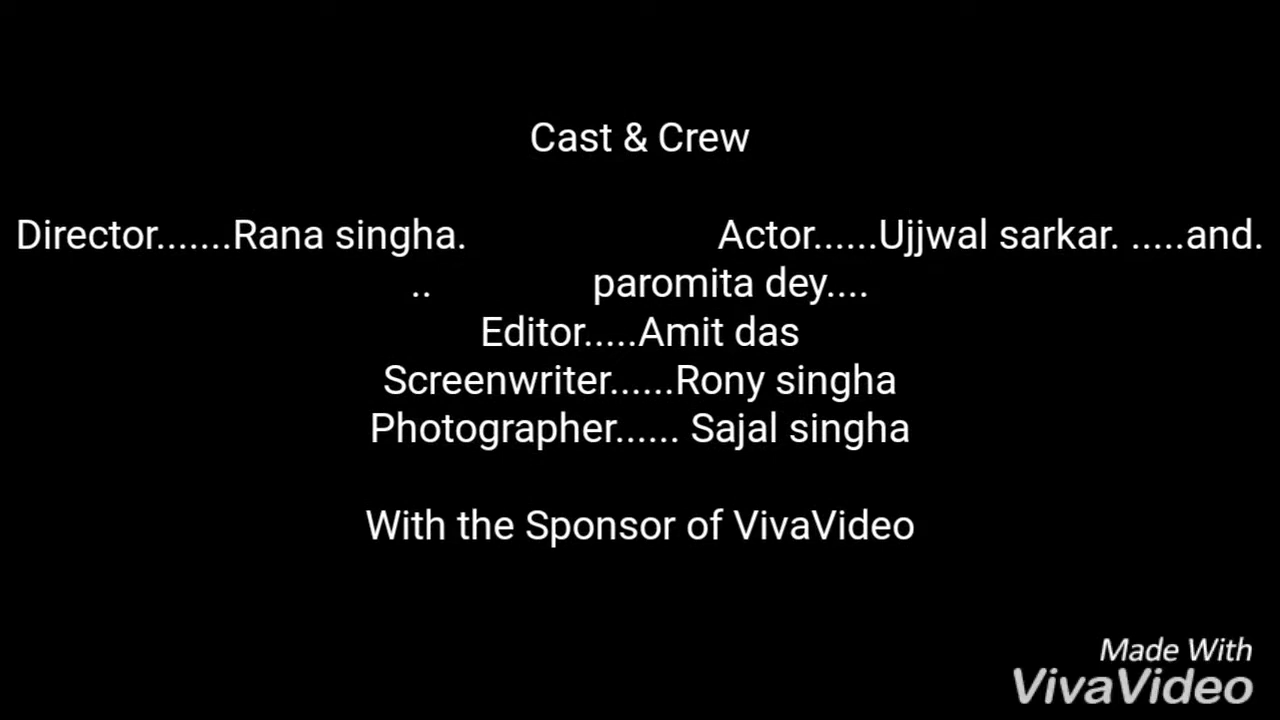 Cast & Crew
Director.......Rana singha. Actor......Ujjwal sarkar. .....and.
.. paromita dey....
Editor.....Amit das
Screenwriter......Rony singha
Photographer...... Sajal singha
With the Sponsor of VivaVideo
Made With
VivaVideo